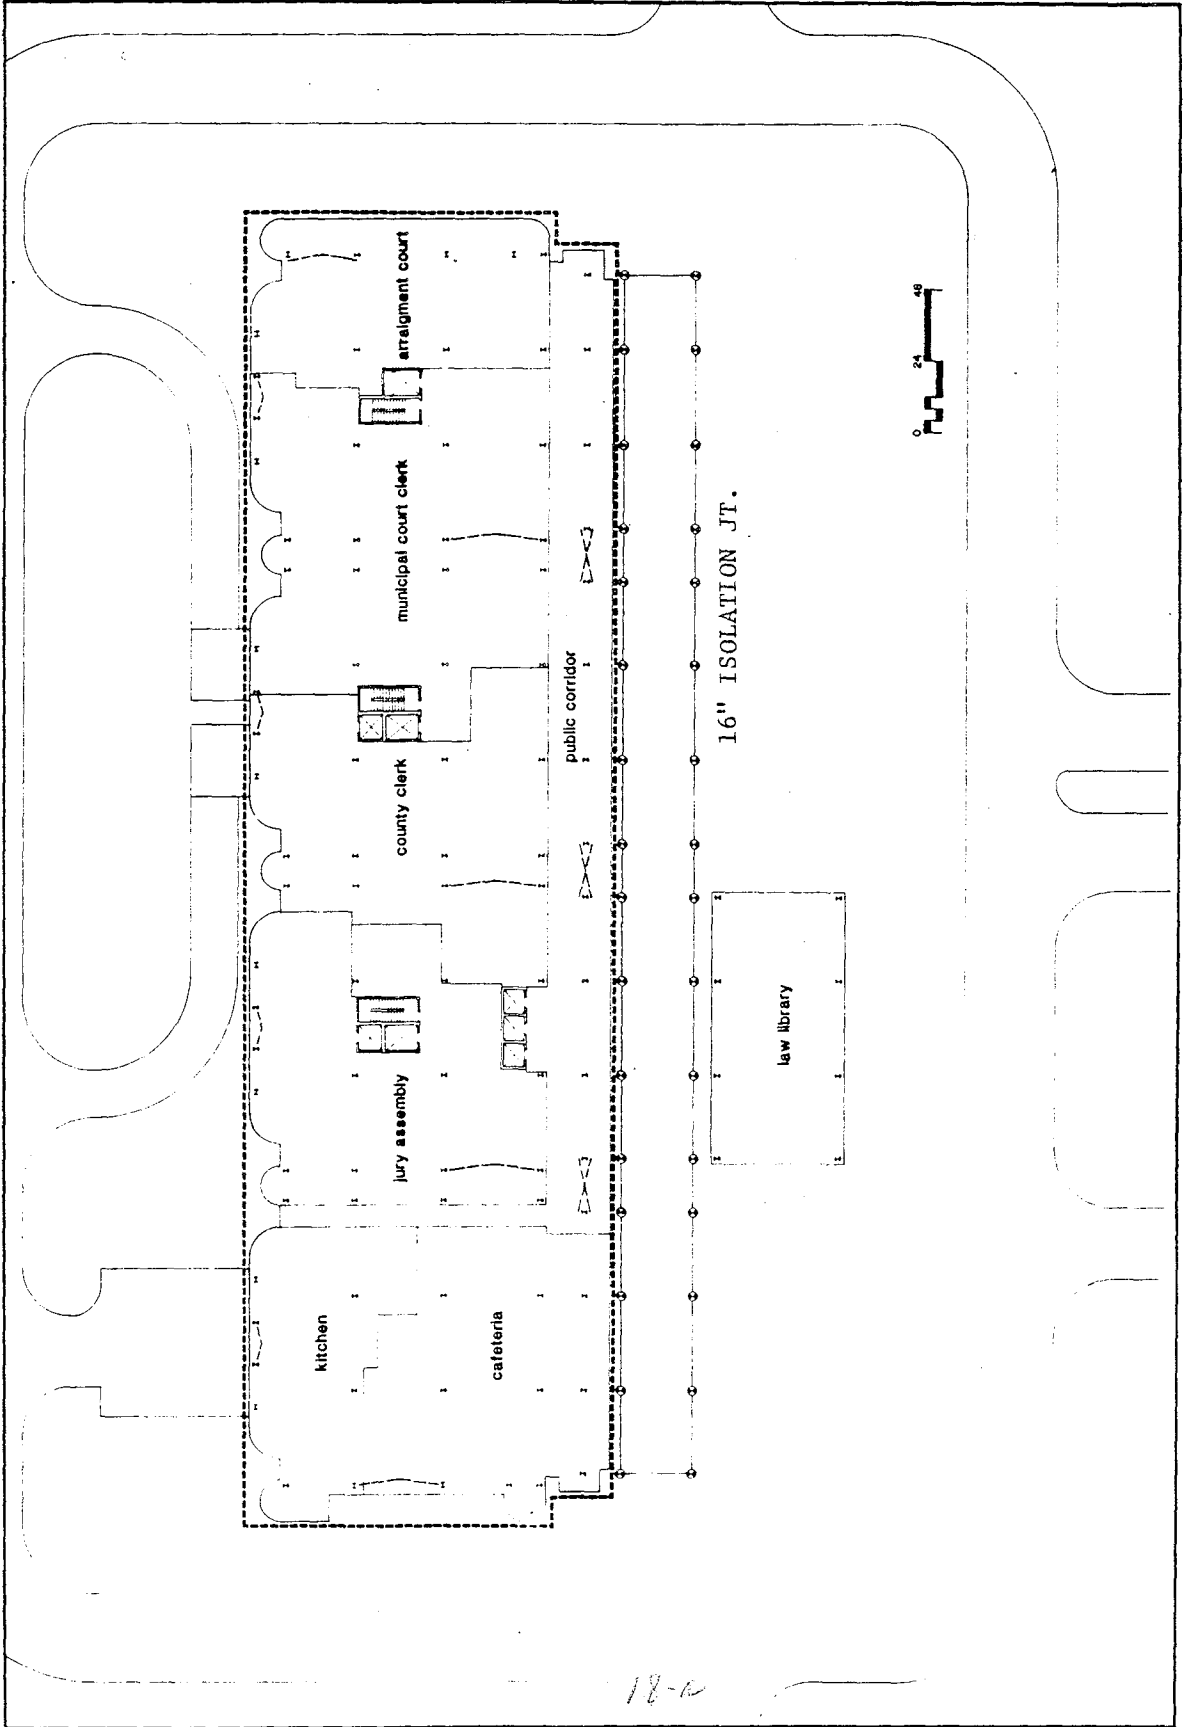 arraigment court
municipal court clerk
county clerk
jury assembly
kitchen
cafeteria
public corridor
16" ISOLATION JT.
law library
0 24 48